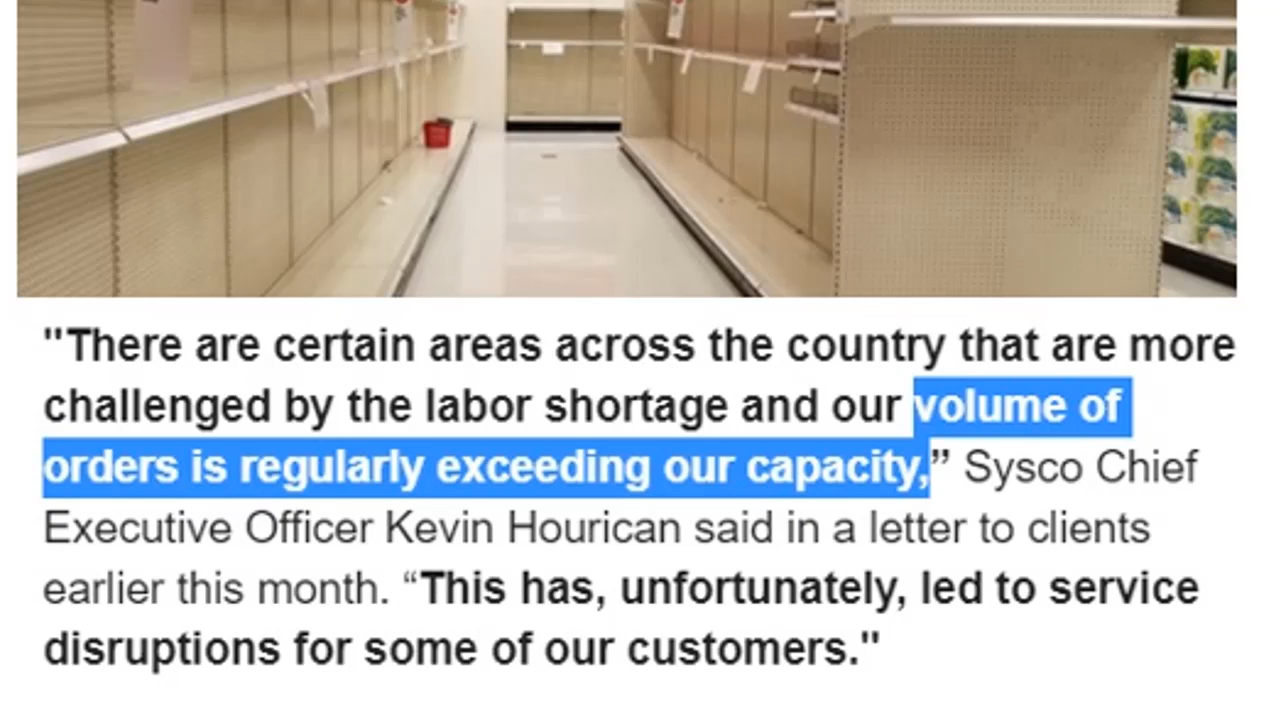 "There are certain areas across the country that are more
challenged by the labor shortage and our volume of
orders is regularly exceeding our capacity,” Sysco Chief
Executive Officer Kevin Hourican said in a letter to clients
earlier this month. “This has, unfortunately, led to service
disruptions for some of our customers."